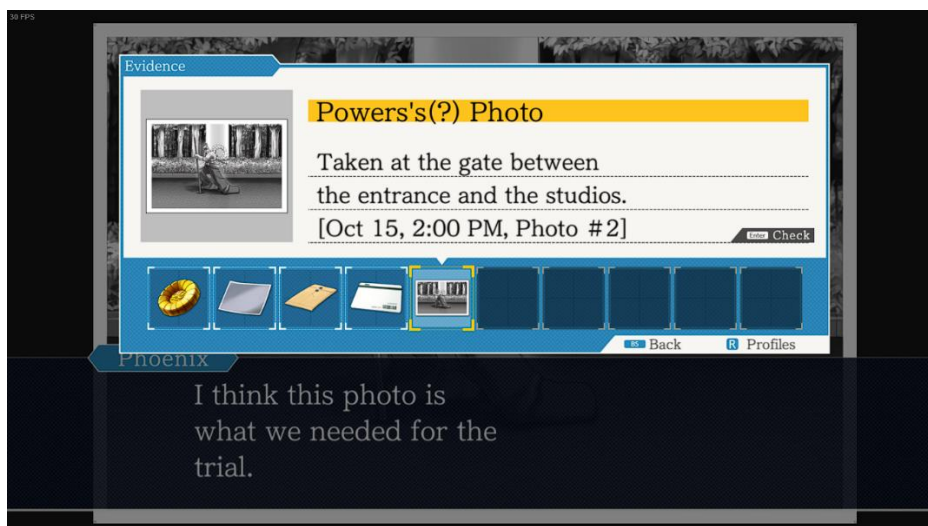 30 FPS
Evidence
Powers's(?) Photo
Taken at the gate between
the entrance and the studios.
[Oct 15, 2:00 PM, Photo #2]
Enter Check
BS Back R Profiles
Phoenix
I think this photo is
what we needed for the
trial.